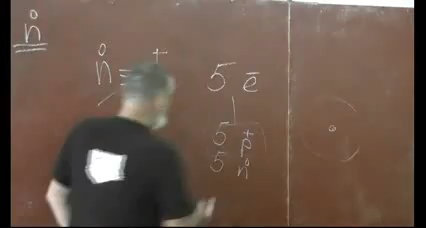 n̊
n̊ = +
5 ē
5 p⁺
5 n̊